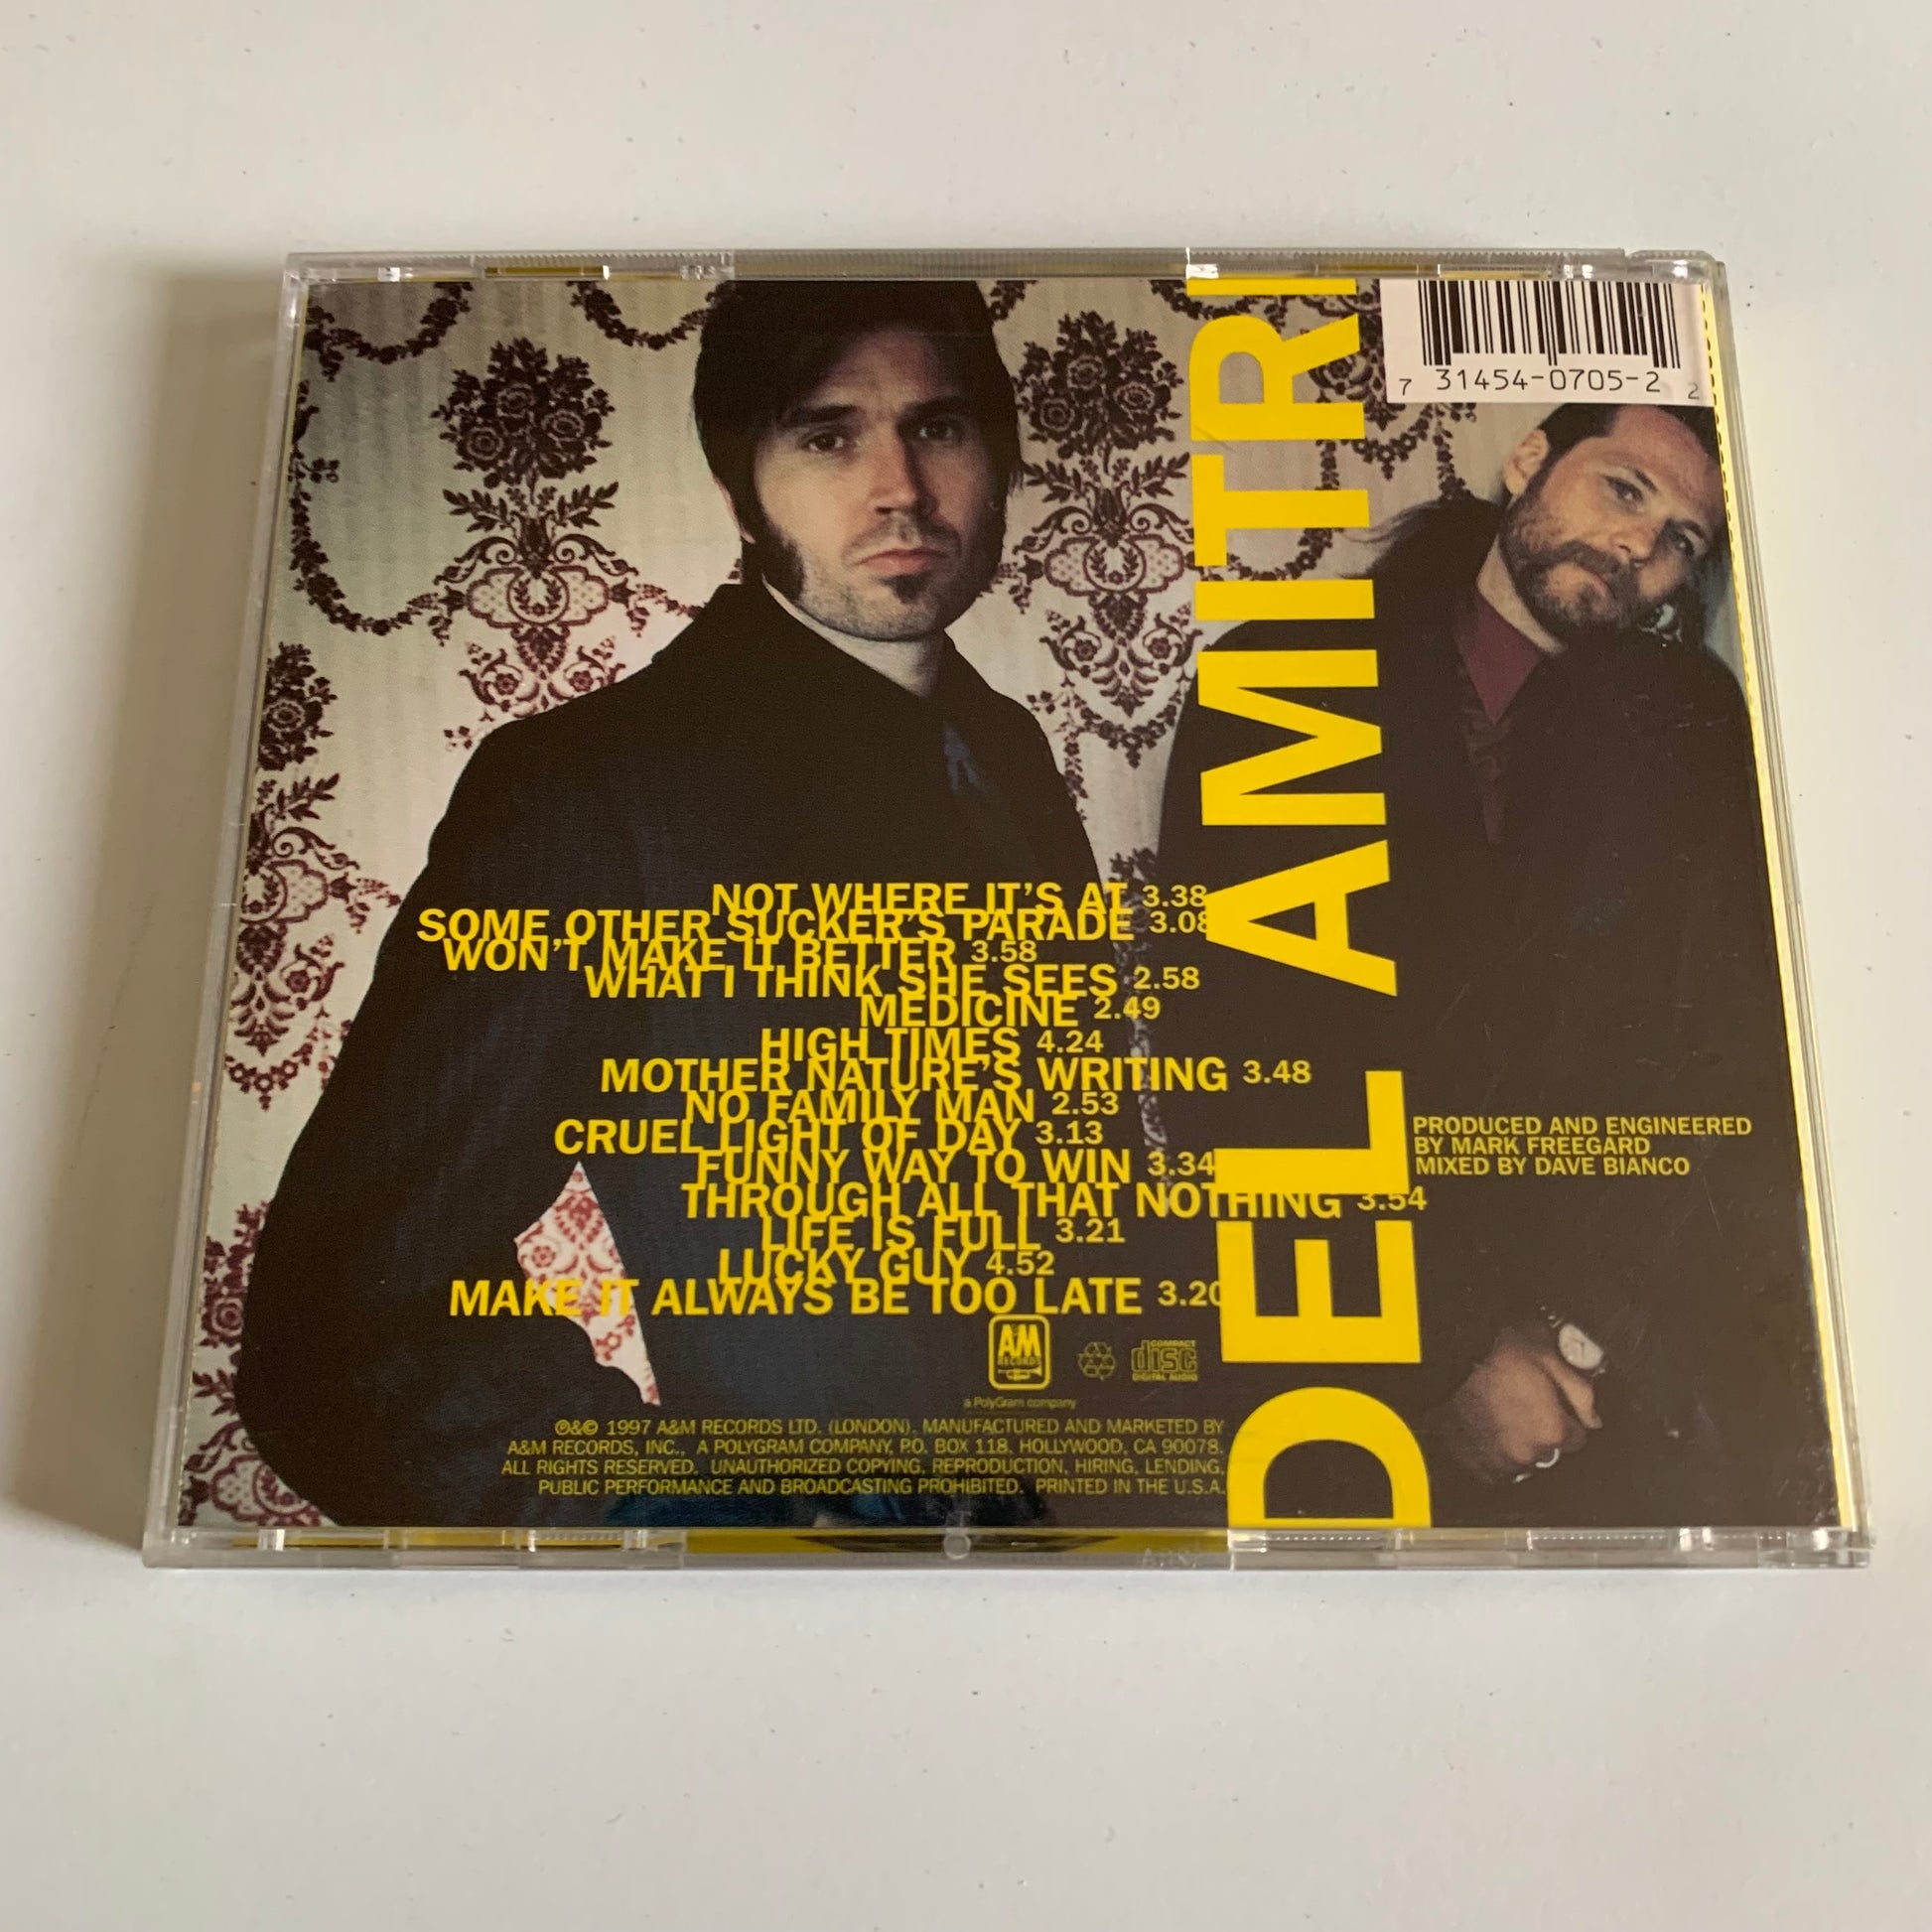 7 31454-0705-2 2
DEL AMITRI
NOT WHERE IT'S AT 3.38
SOME OTHER SUCKER'S PARADE 3.08
WON'T MAKE IT BETTER 3.58
WHAT I THINK SHE SEES 2.58
MEDICINE 2.49
HIGH TIMES 4.24
MOTHER NATURE'S WRITING 3.48
NO FAMILY MAN 2.53
CRUEL LIGHT OF DAY 3.13
FUNNY WAY TO WIN 3.34
THROUGH ALL THAT NOTHING 3.54
LIFE IS FULL 3.21
LUCKY GUY 4.52
MAKE IT ALWAYS BE TOO LATE 3.20
PRODUCED AND ENGINEERED
BY MARK FREEGARD
MIXED BY DAVE BIANCO
A&M
RECORDS
COMPACT
disc
DIGITAL AUDIO
a PolyGram company
℗&© 1997 A&M RECORDS LTD. (LONDON). MANUFACTURED AND MARKETED BY
A&M RECORDS, INC., A POLYGRAM COMPANY, P.O. BOX 118, HOLLYWOOD, CA 90078.
ALL RIGHTS RESERVED. UNAUTHORIZED COPYING, REPRODUCTION, HIRING, LENDING,
PUBLIC PERFORMANCE AND BROADCASTING PROHIBITED. PRINTED IN THE U.S.A.